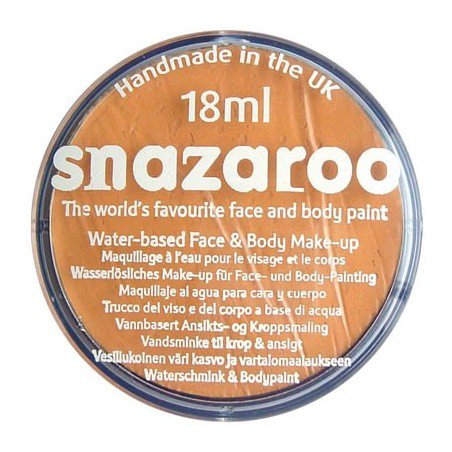 Handmade in the UK
18ml
snazaroo
The world's favourite face and body paint
Water-based Face & Body Make-up
Maquillage à l'eau pour le visage et le corps
Wasserlösliches Make-up für Face- und Body-Painting
Maquillaje al agua para cara y cuerpo
Trucco del viso e del corpo a base di acqua
Vannbasert Ansikts- og Kroppsmaling
Vandsminke til krop & ansigt
Vesiliukoinen väri kasvo ja vartalomaalaukseen
Waterschmink & Bodypaint